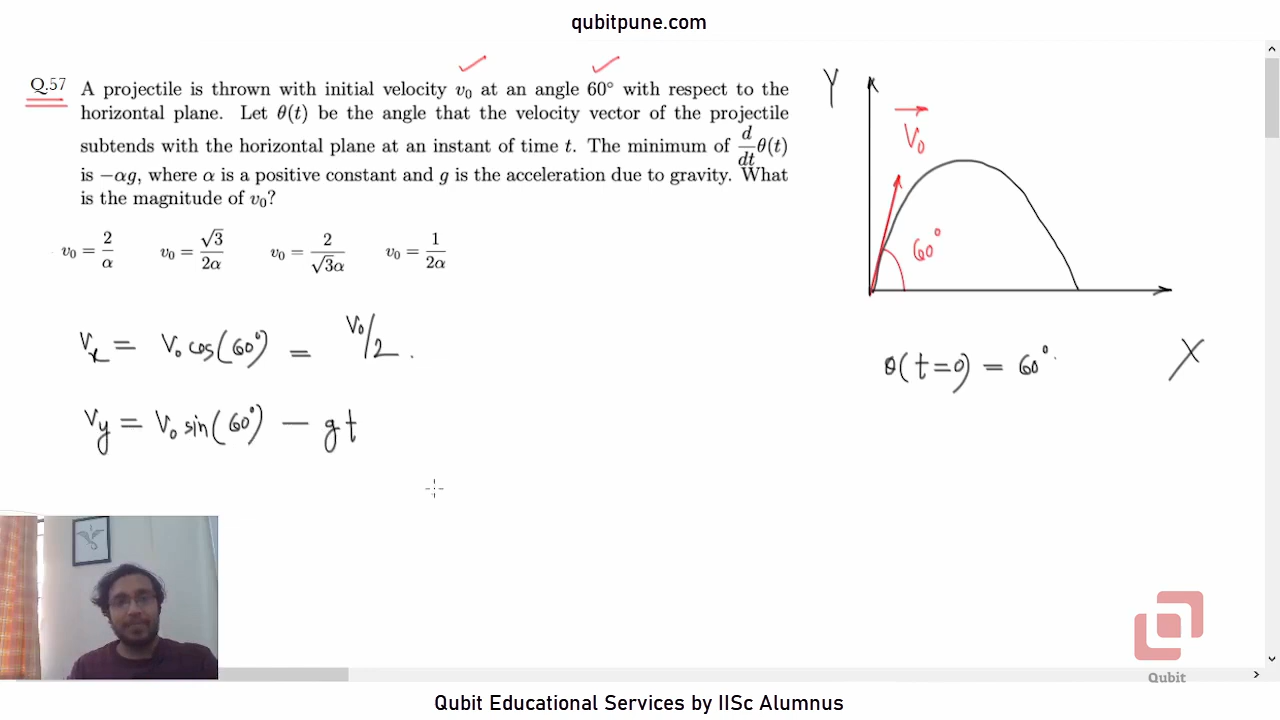 qubitpune.com
Q.57 A projectile is thrown with initial velocity v₀ at an angle 60° with respect to the
horizontal plane. Let θ(t) be the angle that the velocity vector of the projectile
subtends with the horizontal plane at an instant of time t. The minimum of d/dt θ(t)
is −αg, where α is a positive constant and g is the acceleration due to gravity. What
is the magnitude of v₀?
v₀ = 2/α v₀ = √3/2α v₀ = 2/√3α v₀ = 1/2α
Y
V₀
60°
X
θ(t=0) = 60°.
Vx = V₀ cos(60°) = V₀/2.
Vy = V₀ sin(60°) − gt
Qubit
Qubit Educational Services by IISc Alumnus